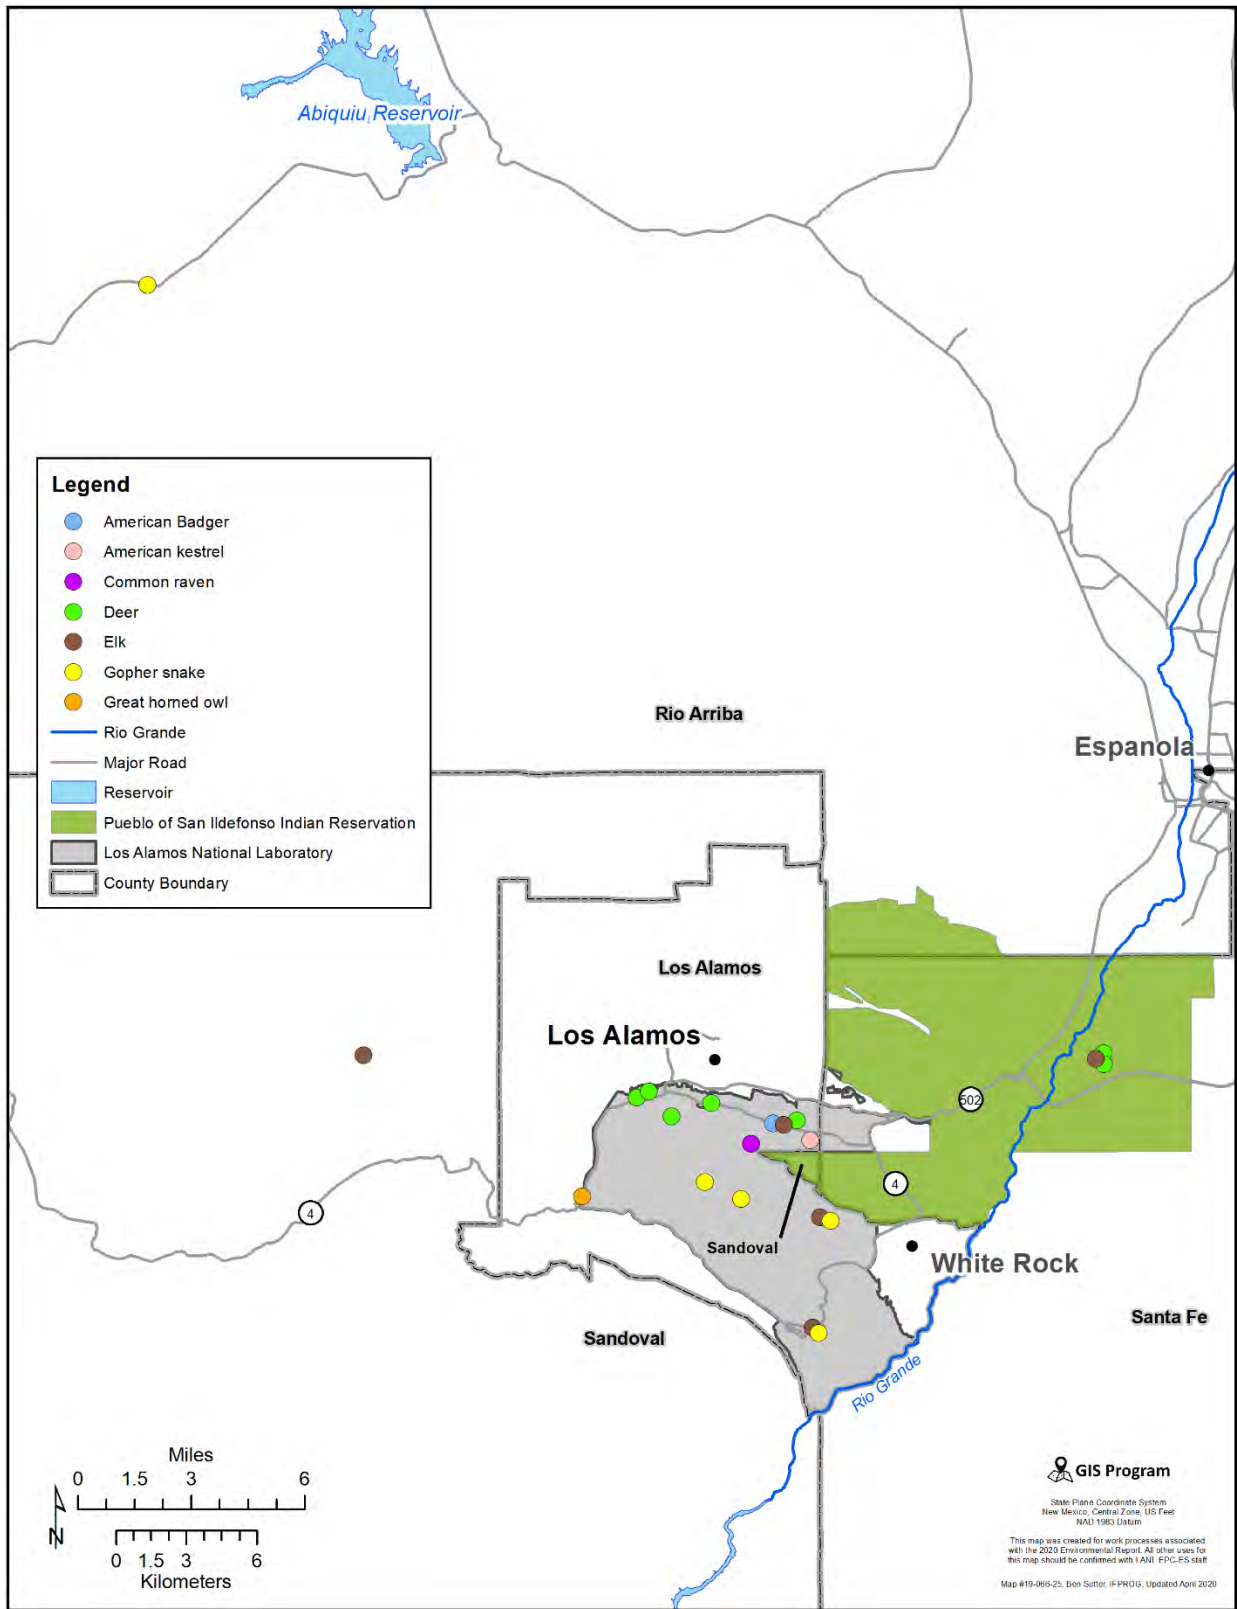 Abiquiu Reservoir
Legend
American Badger
American kestrel
Common raven
Deer
Elk
Gopher snake
Great horned owl
Rio Grande
Major Road
Reservoir
Pueblo of San Ildefonso Indian Reservation
Los Alamos National Laboratory
County Boundary
Rio Arriba
Espanola
Los Alamos
Los Alamos
502
4
4
Sandoval
White Rock
Santa Fe
Sandoval
Rio Grande
Miles
0 1.5 3 6
N
0 1.5 3 6
Kilometers
GIS Program
State Plane Coordinate System
New Mexico, Central Zone, US Feet
NAD 1983 Datum
This map was created for work processes associated
with the 2020 Environmental Report. All other uses for
this map should be confirmed with LANL EPC-ES staff
Map #19-066-25, Ben Sutter, IFPROG, Updated April 2020